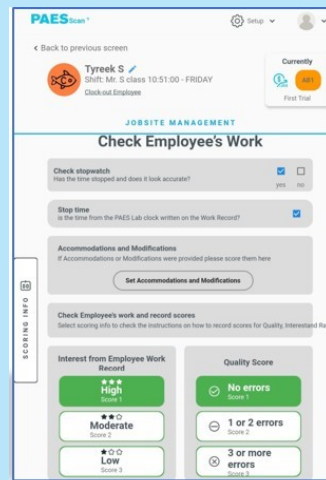 PAES Scan
Setup
< Back to previous screen
Tyreek S
Shift: Mr. S class 10:51:00 - FRIDAY
Clock-out Employee
Currently
AB1
First Trial
JOBSITE MANAGEMENT
Check Employee's Work
Check stopwatch
Has the time stopped and does it look accurate?
yes no
Stop time
is the time from the PAES Lab clock written on the Work Record?
Accommodations and Modifications
If Accommodations or Modifications were provided please score them here
Set Accommodations and Modifications
SCORING INFO
Check Employee's work and record scores
Select scoring info to check the instructions on how to record scores for Quality, Interestand Ra
Interest from Employee Work
Record
High
Score 1
Moderate
Score 2
Low
Score 3
Quality Score
No errors
Score 1
1 or 2 errors
Score 2
3 or more
errors
Score 3